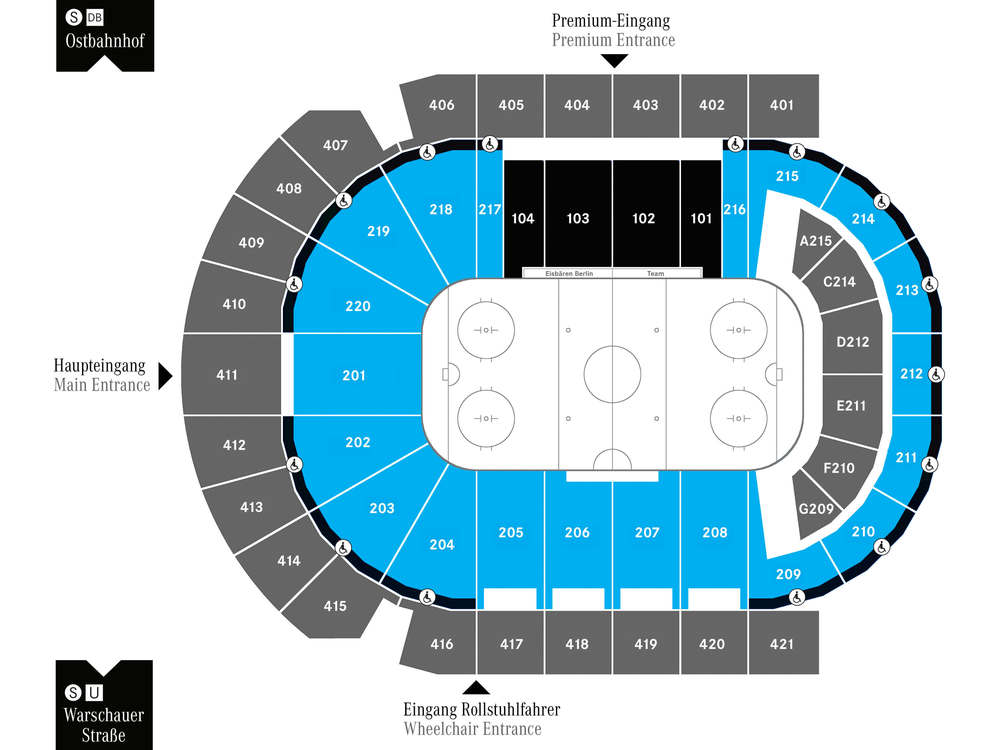 S DB
Ostbahnhof
Premium-Eingang
Premium Entrance
406 405 404 403 402 401
407
408
409
410
411
412
413
414
415
416 417 418 419 420 421
219 218 217 104 103 102 101 216 215
214
213
212
211
210
209
220
201
202
203
204
205 206 207 208
A215
C214
D212
E211
F210
G209
Eisbären Berlin Team
Haupteingang
Main Entrance
S U
Warschauer
Straße
Eingang Rollstuhlfahrer
Wheelchair Entrance